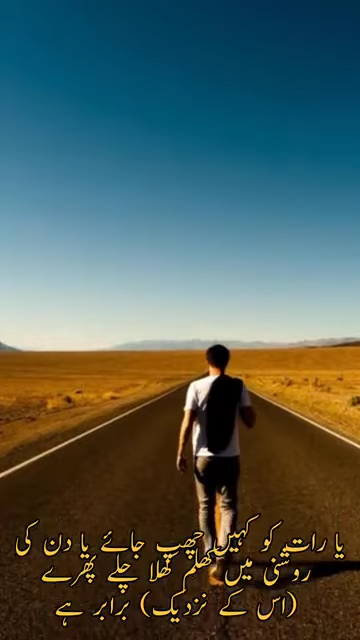 یا رات کو کہیں چھپ جائے یا دن کی
روشنی میں کھلم کھلا چلے پھرے
(اس کے نزدیک) برابر ہے